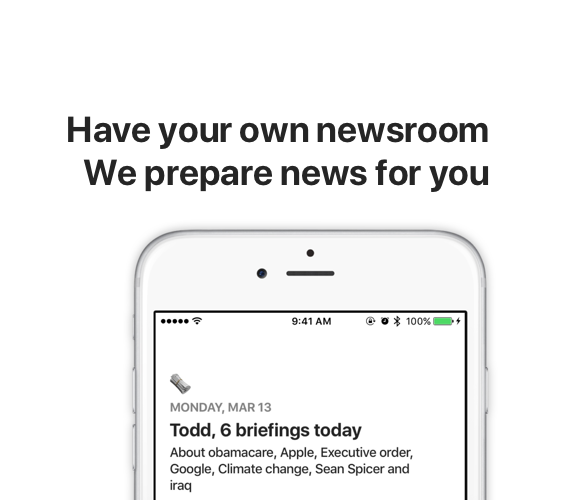 Have your own newsroom
We prepare news for you
9:41 AM 100%
MONDAY, MAR 13
Todd, 6 briefings today
About obamacare, Apple, Executive order,
Google, Climate change, Sean Spicer and
iraq